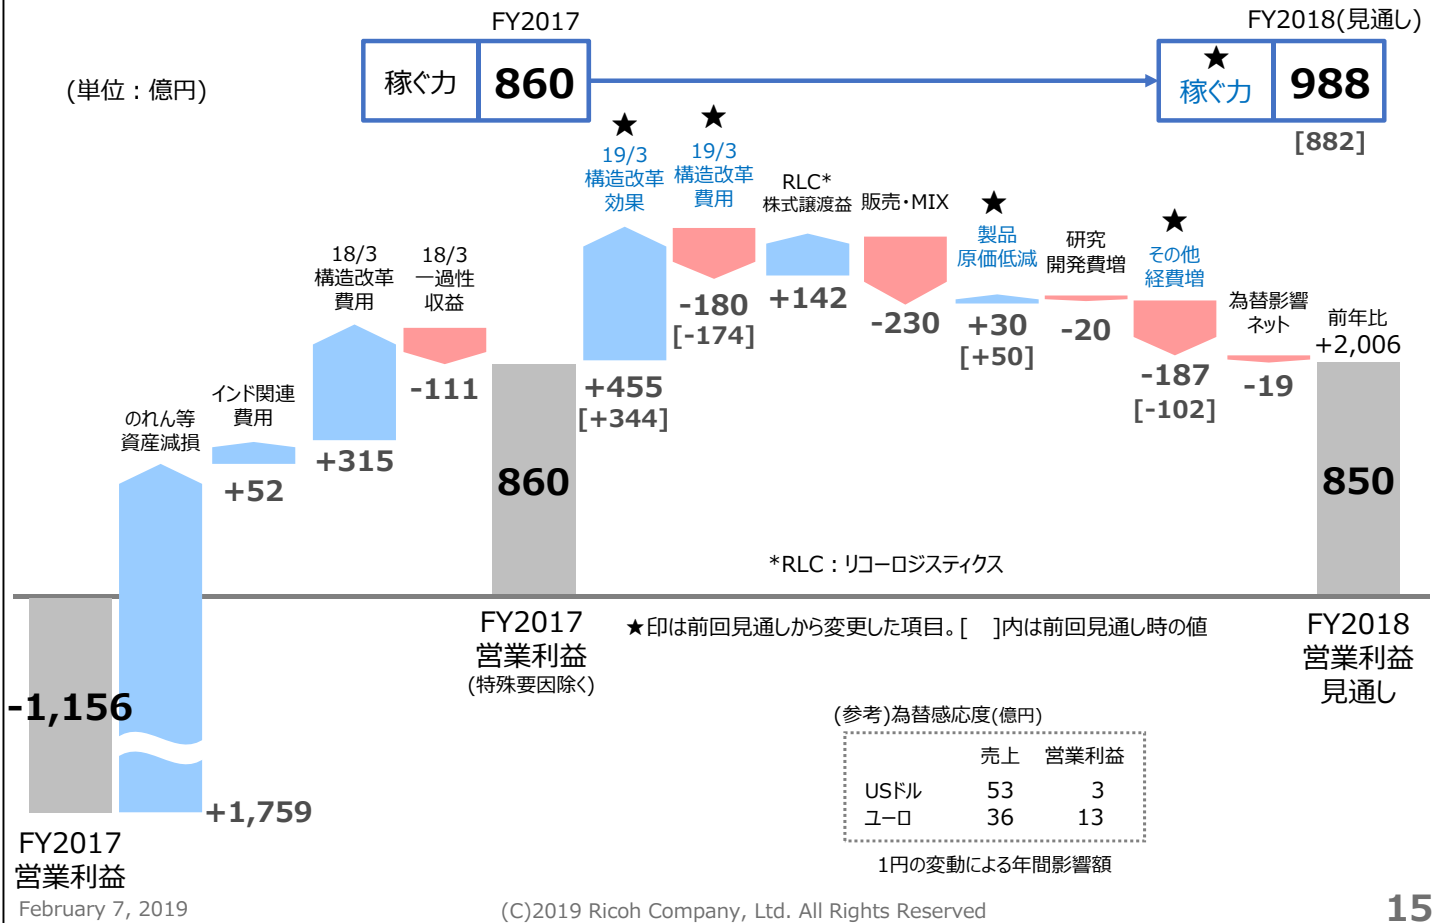 FY2017
FY2018(見通し)
(単位：億円)
稼ぐ力 860
★
稼ぐ力 988
[882]
★
19/3
構造改革
効果
+455
[+344]
★
19/3
構造改革
費用
-180
[-174]
RLC*
株式譲渡益
+142
販売・MIX
-230
★
製品
原価低減
+30
[+50]
研究
開発費増
-20
★
その他
経費増
-187
[-102]
為替影響
ネット
-19
前年比
+2,006
850
18/3
構造改革
費用
+315
18/3
一過性
収益
-111
インド関連
費用
+52
のれん等
資産減損
+1,759
860
-1,156
*RLC：リコーロジスティクス
FY2017
営業利益
(特殊要因除く)
★印は前回見通しから変更した項目。[　]内は前回見通し時の値
FY2018
営業利益
見通し
(参考)為替感応度(億円)
売上 営業利益
USドル 53 3
ユーロ 36 13
1円の変動による年間影響額
FY2017
営業利益
February 7, 2019
(C)2019 Ricoh Company, Ltd. All Rights Reserved
15